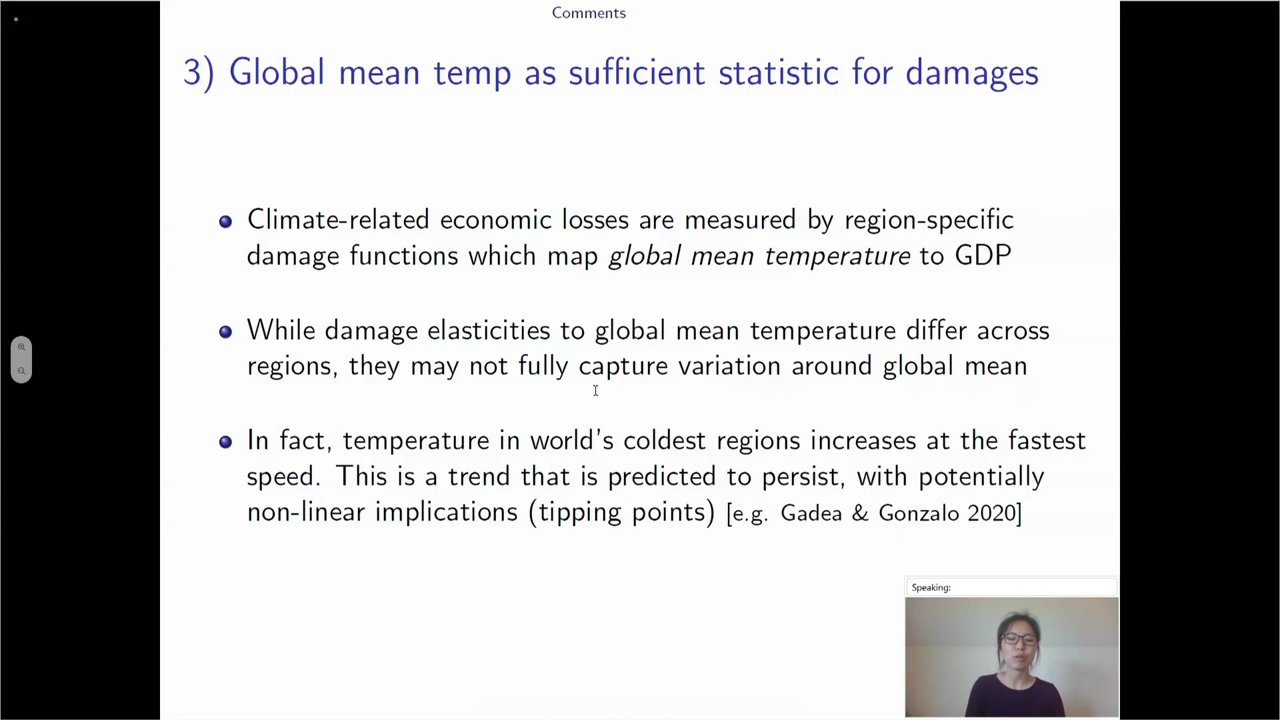 Comments
3) Global mean temp as sufficient statistic for damages
Climate-related economic losses are measured by region-specific
damage functions which map global mean temperature to GDP
While damage elasticities to global mean temperature differ across
regions, they may not fully capture variation around global mean
In fact, temperature in world's coldest regions increases at the fastest
speed. This is a trend that is predicted to persist, with potentially
non-linear implications (tipping points) [e.g. Gadea & Gonzalo 2020]
Speaking: